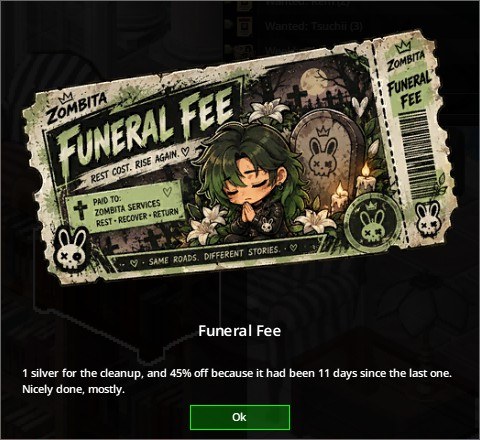 Wanted: Tsuchi (3)
ZOMBITA
FUNERAL FEE
REST COST. RISE AGAIN.
PAID TO:
ZOMBITA SERVICES
REST • RECOVER • RETURN
SAME ROADS. DIFFERENT STORIES.
ZOMBITA
FUNERAL
FEE
Funeral Fee
1 silver for the cleanup, and 45% off because it had been 11 days since the last one.
Nicely done, mostly.
Ok